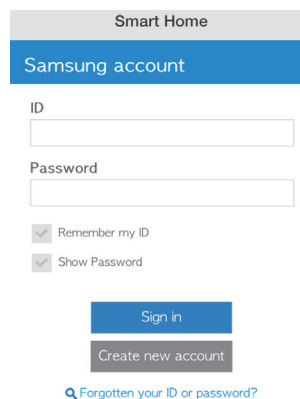 Smart Home
Samsung account
ID
Password
Remember my ID
Show Password
Sign in
Create new account
Forgotten your ID or password?